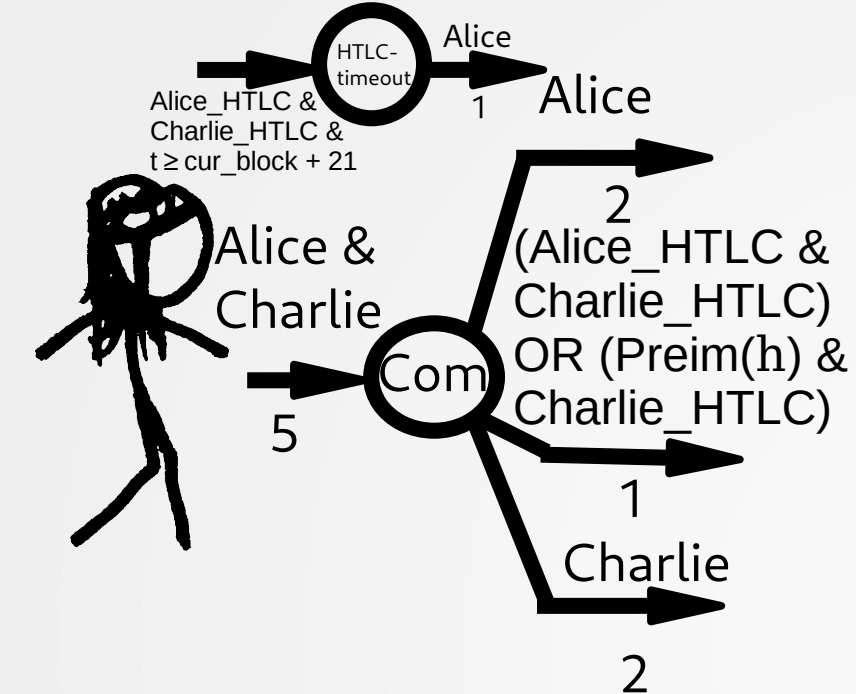 HTLC-
timeout
Alice
1
Alice_HTLC &
Charlie_HTLC &
t ≥ cur_block + 21
Alice
2
Alice &
Charlie
5
Com
(Alice_HTLC &
Charlie_HTLC)
OR (Preim(h) &
Charlie_HTLC)
1
Charlie
2